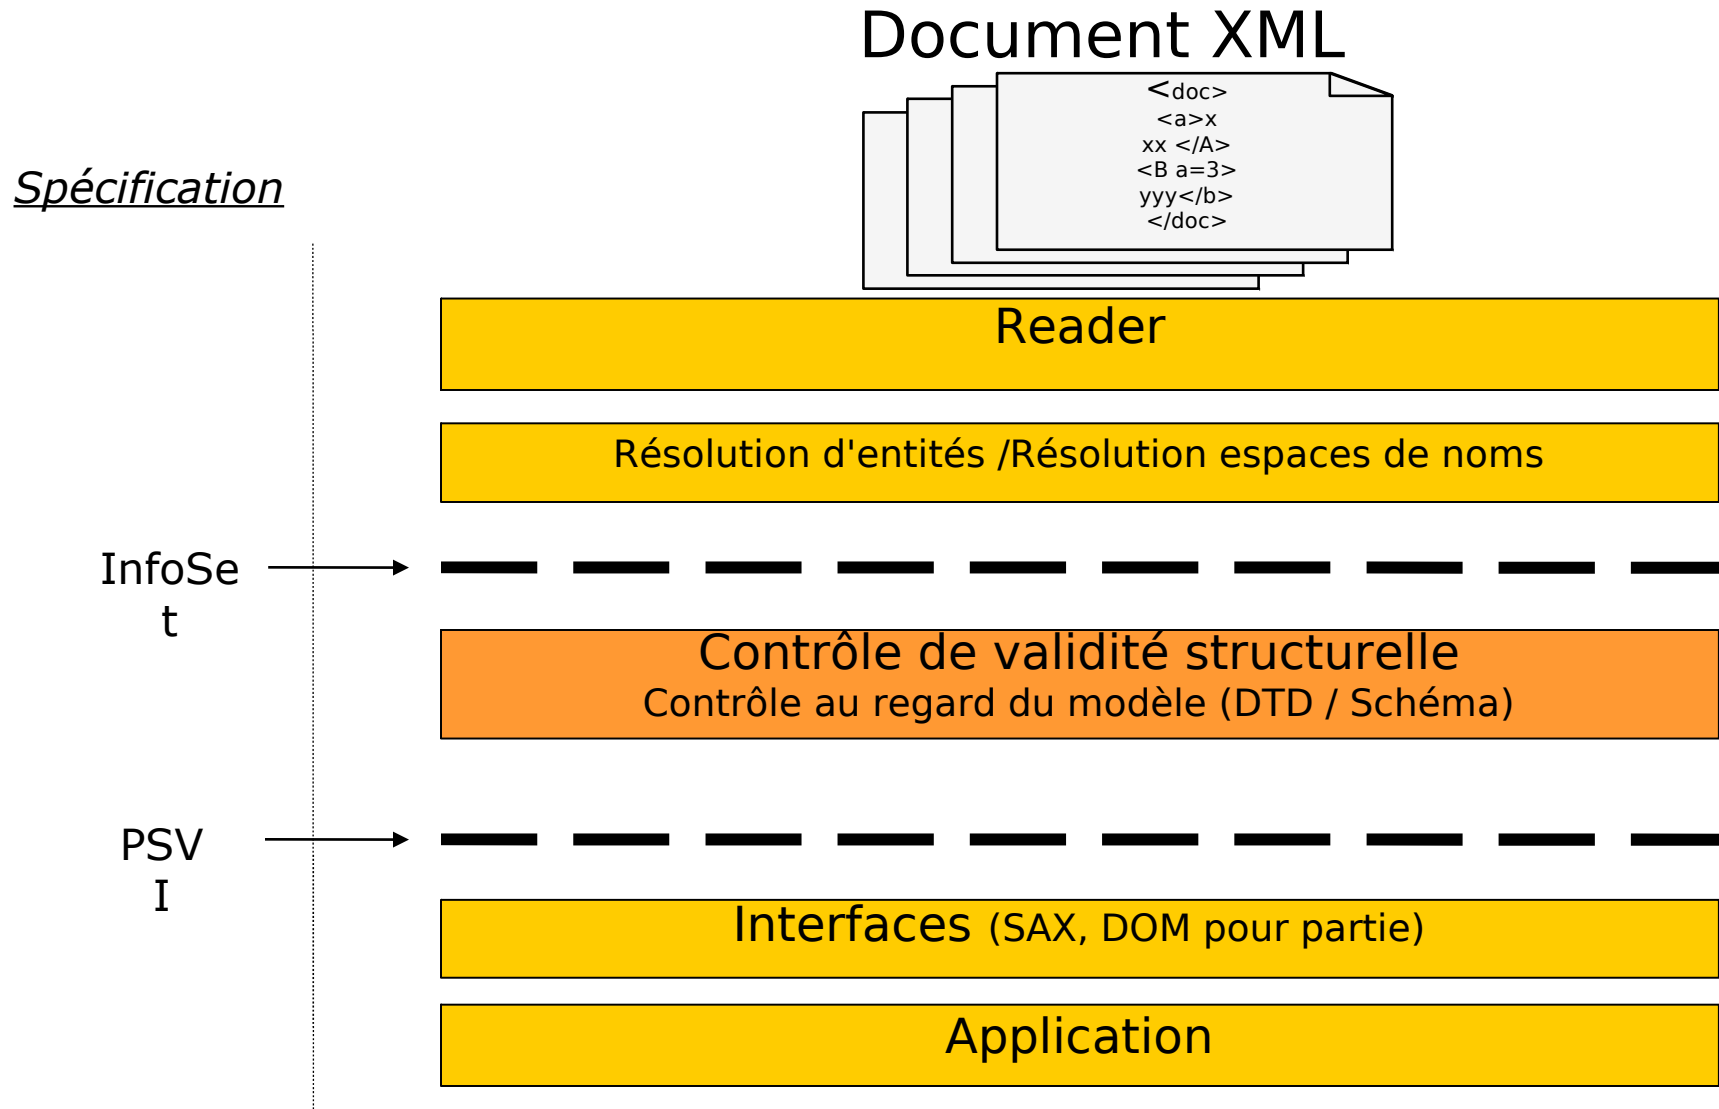 Document XML
<doc>
<a>x
xx </A>
<B a=3>
yyy</b>
</doc>
Spécification
Reader
Résolution d'entités /Résolution espaces de noms
InfoSe
t
Contrôle de validité structurelle
Contrôle au regard du modèle (DTD / Schéma)
PSV
I
Interfaces (SAX, DOM pour partie)
Application